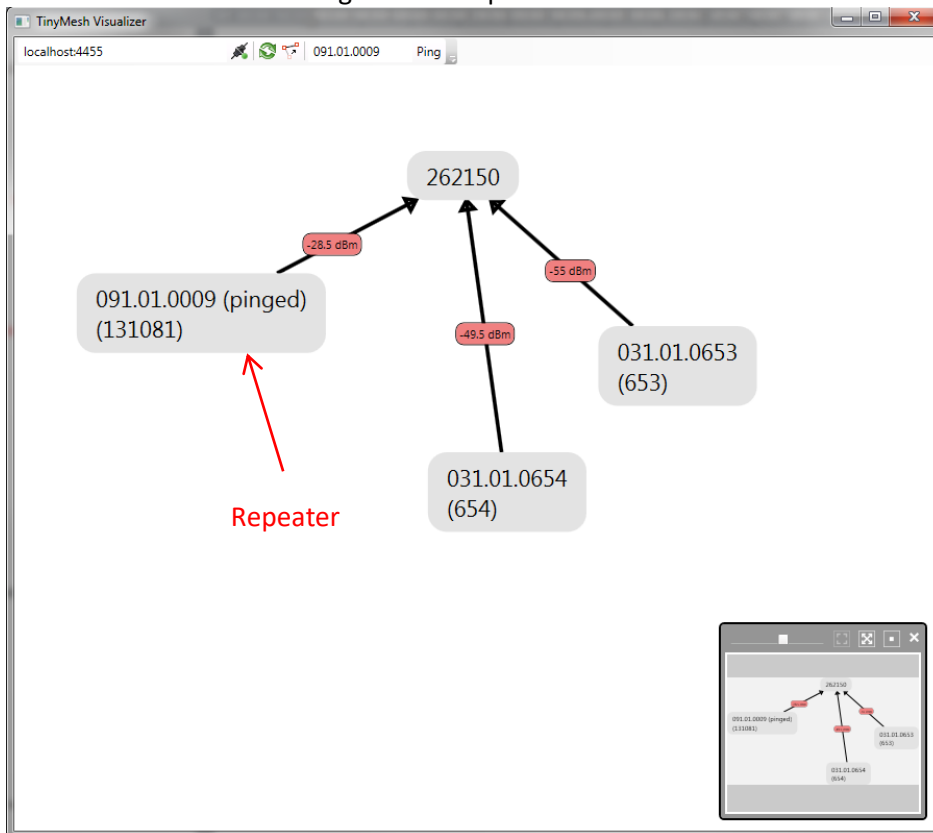 TinyMesh Visualizer
localhost:4455 091.01.0009 Ping
262150
-28.5 dBm
-55 dBm
091.01.0009 (pinged)
(131081)
-49.5 dBm
031.01.0653
(653)
031.01.0654
(654)
Repeater
262150
091.01.0009 (pinged)
(131081)
031.01.0653
(653)
031.01.0654
(654)